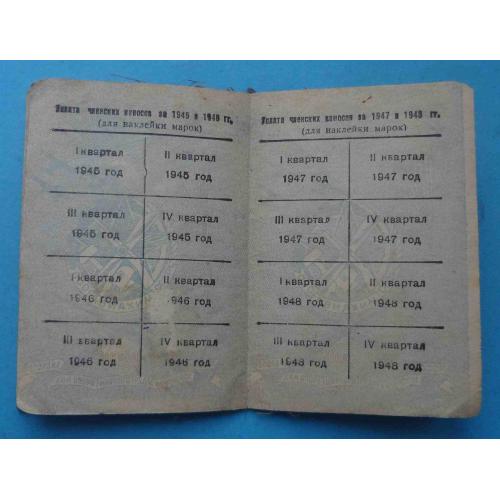 Уплата членских взносов за 1945 и 1946 гг.
(для наклейки марок)
I квартал
1945 год
II квартал
1945 год
III квартал
1945 год
IV квартал
1945 год
I квартал
1946 год
II квартал
1946 год
III квартал
1946 год
IV квартал
1946 год
Уплата членских взносов за 1947 и 1948 гг.
(для наклейки марок)
I квартал
1947 год
II квартал
1947 год
III квартал
1947 год
IV квартал
1947 год
I квартал
1948 год
II квартал
1948 год
III квартал
1948 год
IV квартал
1948 год